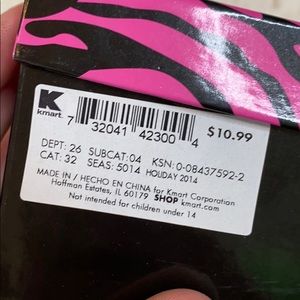 K
kmart.
7 32041 42300 4
$10.99
DEPT: 26 SUBCAT:04 KSN: 0-08437592-2
CAT: 32 SEAS: 5014 HOLIDAY 2014
MADE IN / HECHO EN CHINA for Kmart Corporation
Hoffman Estates, IL 60179 SHOP kmart.com
Not intended for children under 14